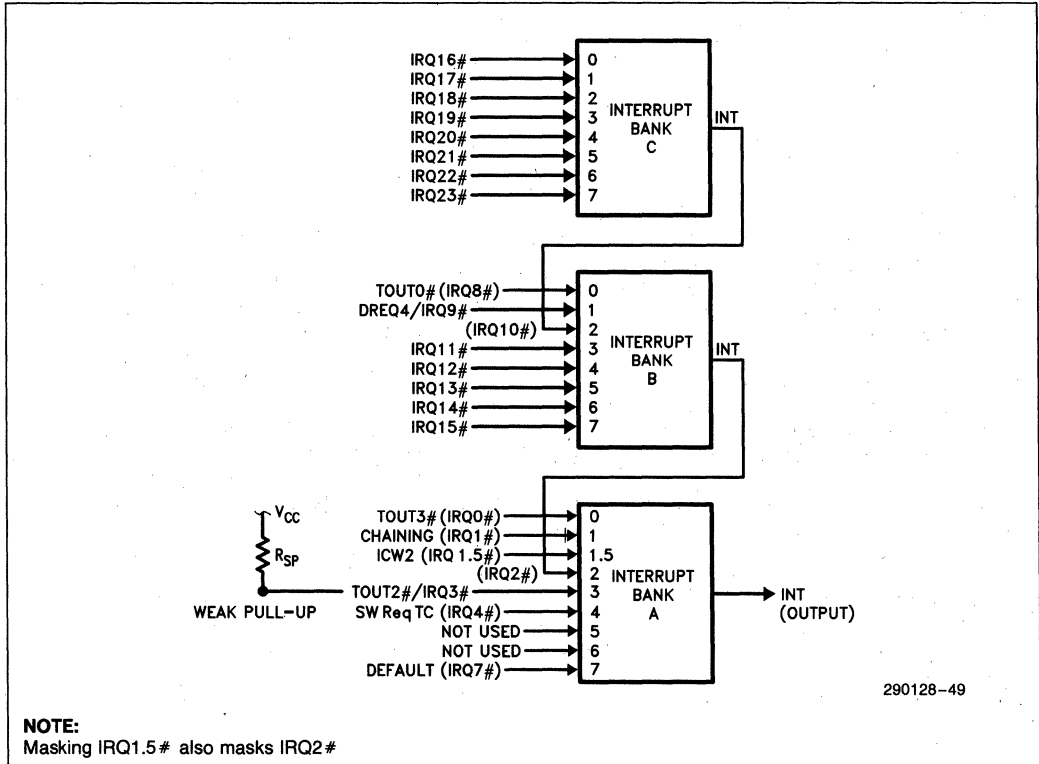 IRQ16# 0
IRQ17# 1
IRQ18# 2
IRQ19# 3
IRQ20# 4
IRQ21# 5
IRQ22# 6
IRQ23# 7
INTERRUPT
BANK
C
INT
TOUT0# (IRQ8#) 0
DREQ4/IRQ9# 1
(IRQ10#) 2
IRQ11# 3
IRQ12# 4
IRQ13# 5
IRQ14# 6
IRQ15# 7
INTERRUPT
BANK
B
INT
TOUT3# (IRQ0#) 0
CHAINING (IRQ1#) 1
ICW2 (IRQ 1.5#) 1.5
(IRQ2#) 2
TOUT2#/IRQ3# 3
SW Req TC (IRQ4#) 4
NOT USED 5
NOT USED 6
DEFAULT (IRQ7#) 7
INTERRUPT
BANK
A
INT
(OUTPUT)
VCC
RSP
WEAK PULL-UP
290128-49
NOTE:
Masking IRQ1.5# also masks IRQ2#